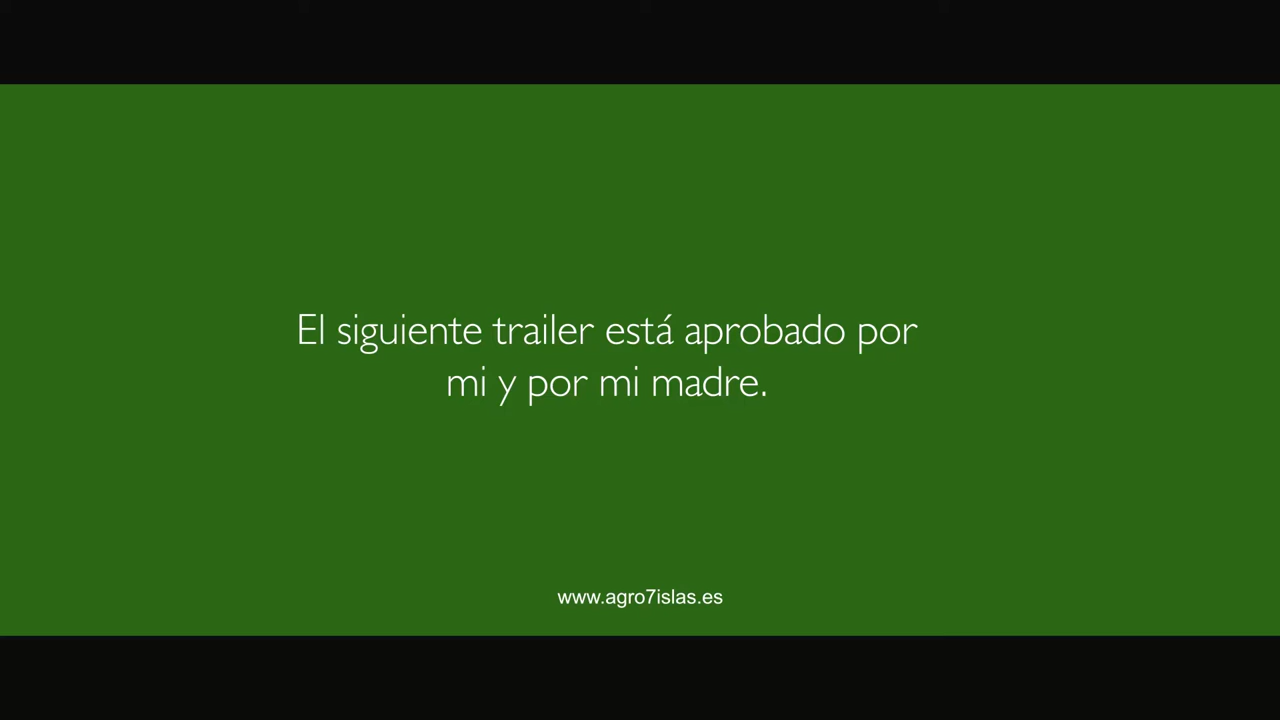 El siguiente trailer está aprobado por
mi y por mi madre.
www.agro7islas.es